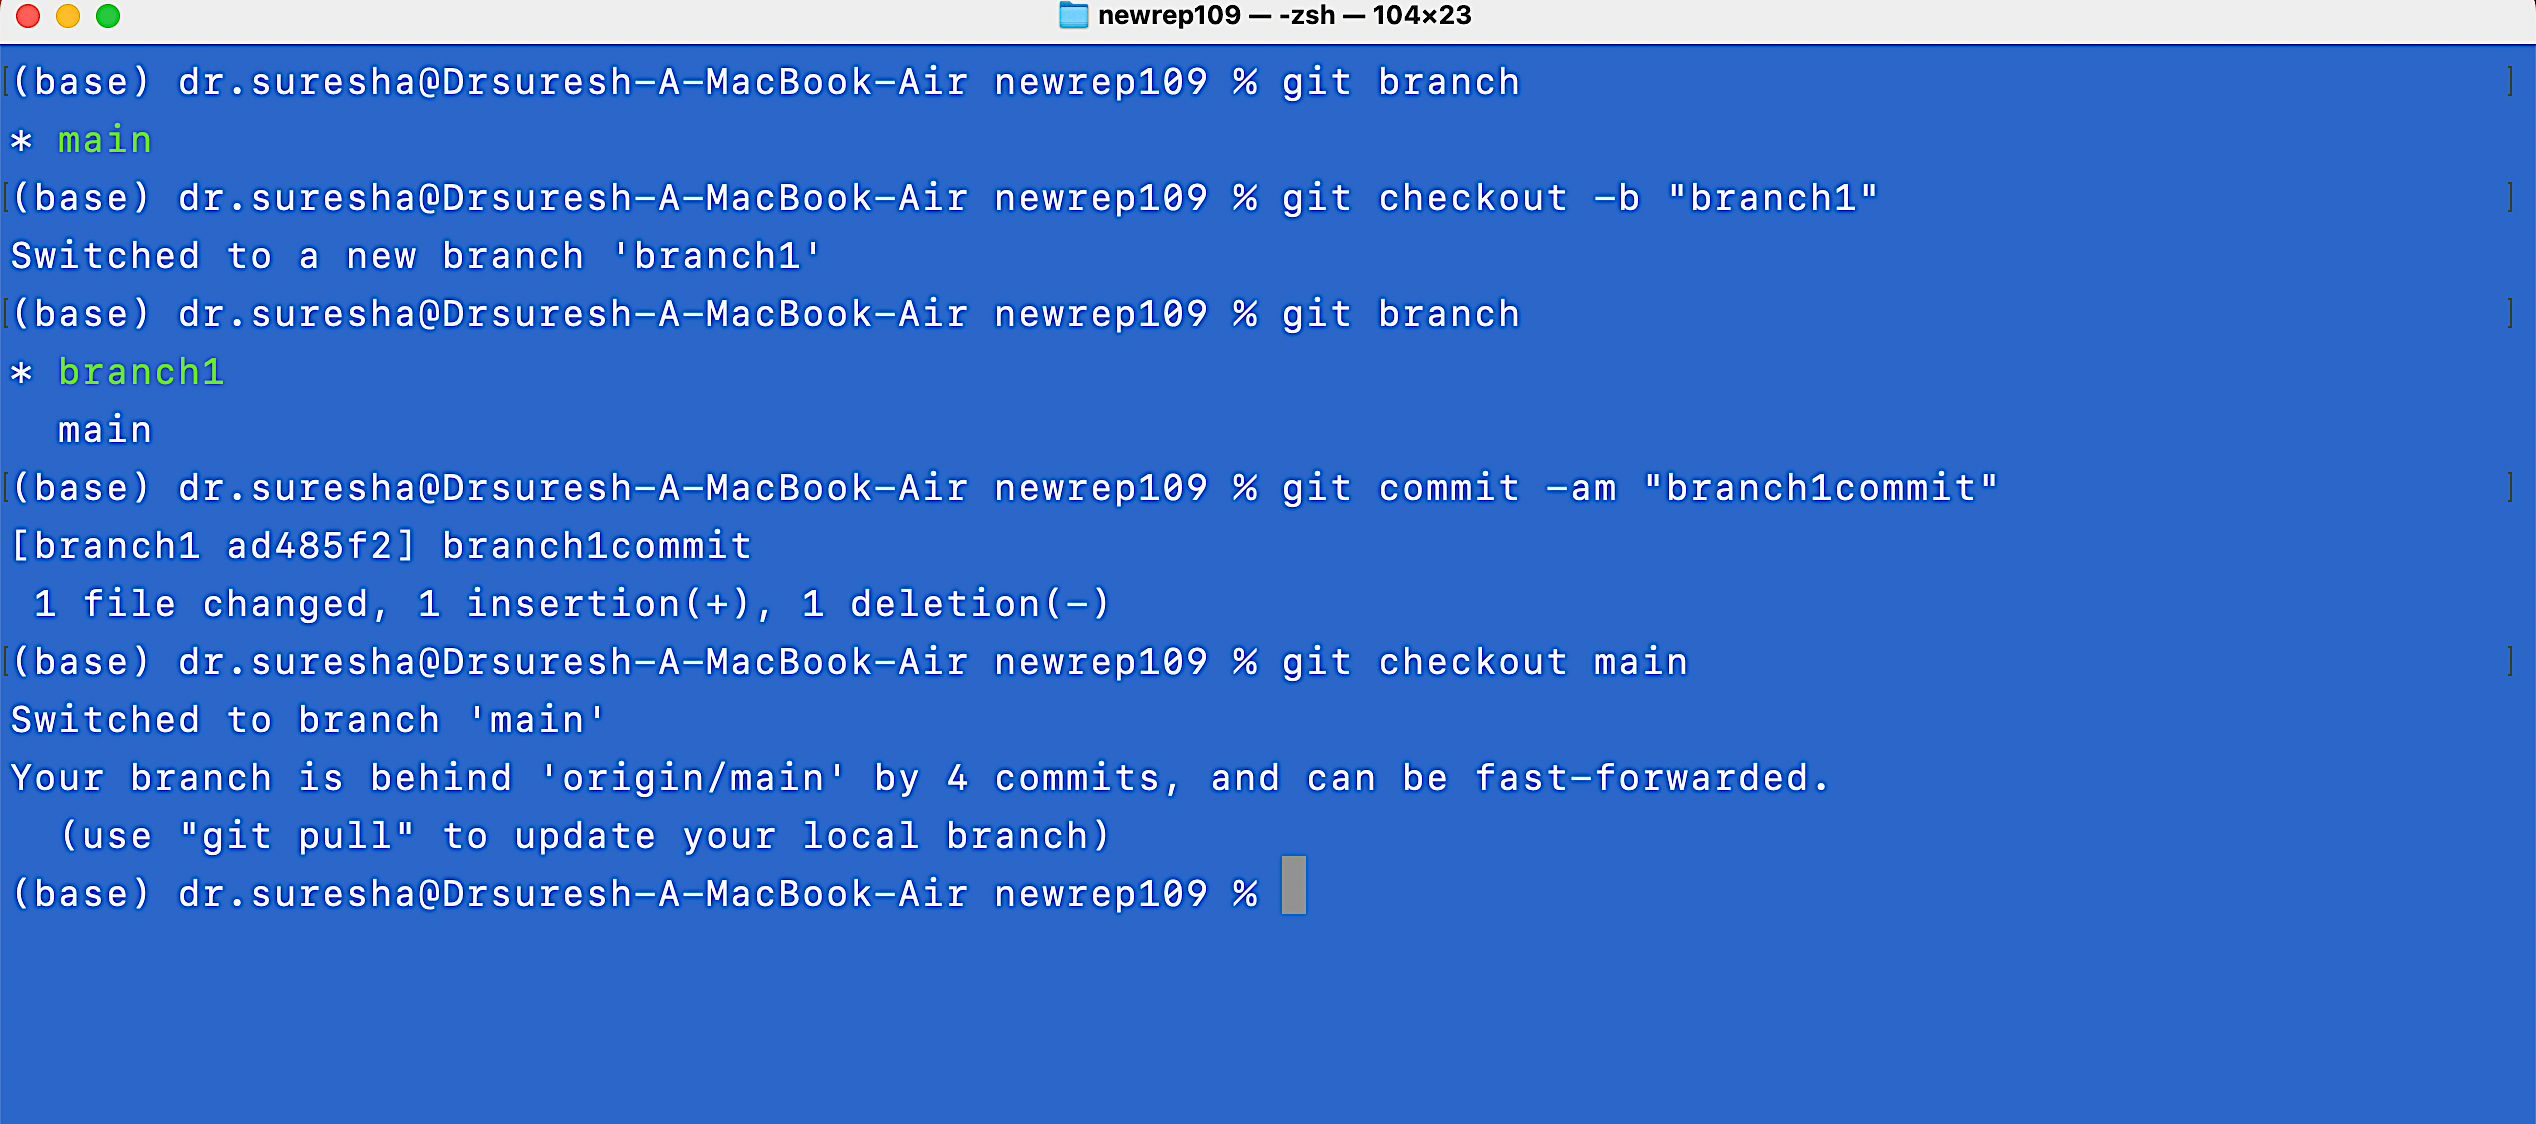 newrep109 — -zsh — 104×23
(base) dr.suresha@Drsuresh-A-MacBook-Air newrep109 % git branch
* main
(base) dr.suresha@Drsuresh-A-MacBook-Air newrep109 % git checkout -b "branch1"
Switched to a new branch 'branch1'
(base) dr.suresha@Drsuresh-A-MacBook-Air newrep109 % git branch
* branch1
  main
(base) dr.suresha@Drsuresh-A-MacBook-Air newrep109 % git commit -am "branch1commit"
[branch1 ad485f2] branch1commit
 1 file changed, 1 insertion(+), 1 deletion(-)
(base) dr.suresha@Drsuresh-A-MacBook-Air newrep109 % git checkout main
Switched to branch 'main'
Your branch is behind 'origin/main' by 4 commits, and can be fast-forwarded.
  (use "git pull" to update your local branch)
(base) dr.suresha@Drsuresh-A-MacBook-Air newrep109 %